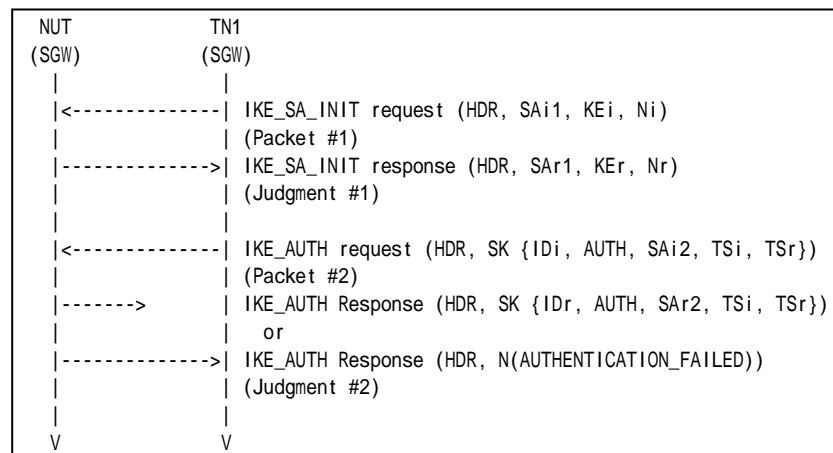 NUT TN1
(SGW) (SGW)
| |
|<--------------| IKE_SA_INIT request (HDR, SAi1, KEi, Ni)
| | (Packet #1)
|-------------->| IKE_SA_INIT response (HDR, SAr1, KEr, Nr)
| | (Judgment #1)
| |
|<--------------| IKE_AUTH request (HDR, SK {IDi, AUTH, SAi2, TSi, TSr})
| | (Packet #2)
|-------> | IKE_AUTH Response (HDR, SK {IDr, AUTH, SAr2, TSi, TSr})
| | or
|-------------->| IKE_AUTH Response (HDR, N(AUTHENTICATION_FAILED))
| | (Judgment #2)
| |
V V